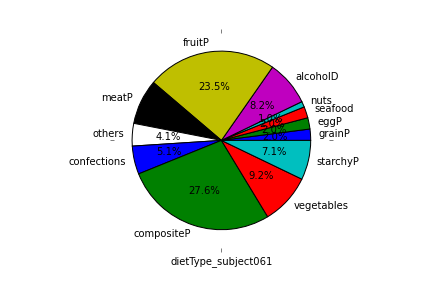 fruitP
alcoholD
23.5%
meatP
8.2%
nuts
seafood
eggP
others
4.1%
grainP
confections
5.1%
7.1%
starchyP
9.2%
27.6%
vegetables
compositeP
dietType_subject061